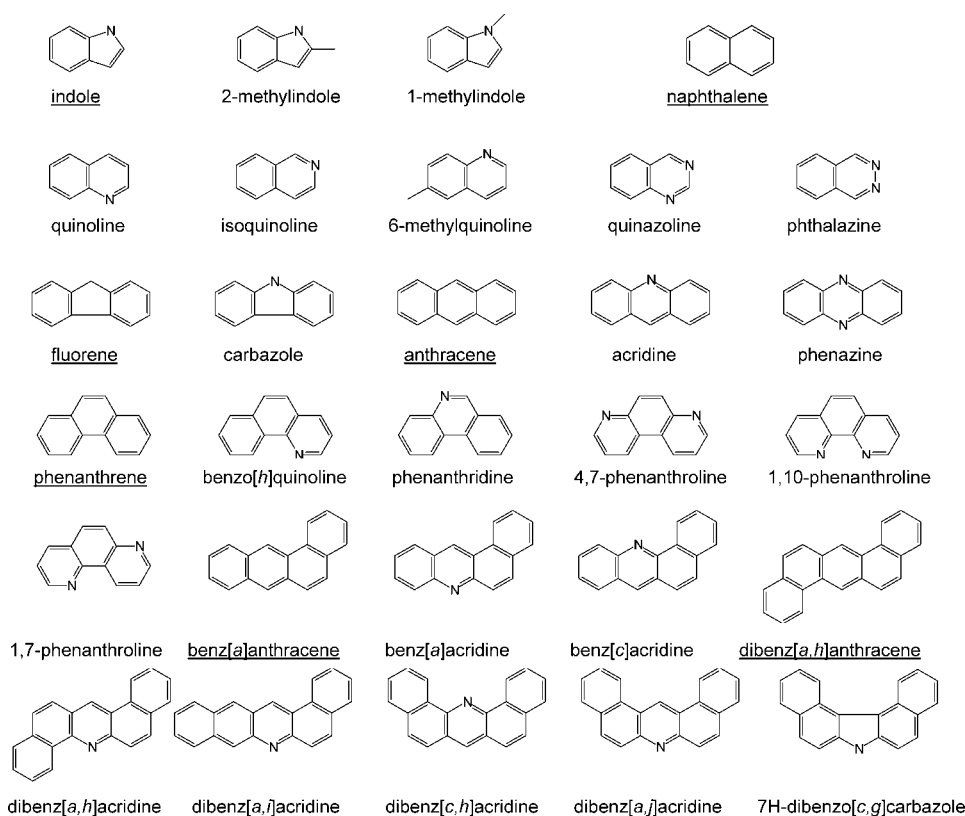 indole 2-methylindole 1-methylindole naphthalene
quinoline isoquinoline 6-methylquinoline quinazoline phthalazine
fluorene carbazole anthracene acridine phenazine
phenanthrene benzo[h]quinoline phenanthridine 4,7-phenanthroline 1,10-phenanthroline
1,7-phenanthroline benz[a]anthracene benz[a]acridine benz[c]acridine dibenz[a,h]anthracene
dibenz[a,h]acridine dibenz[a,i]acridine dibenz[c,h]acridine dibenz[a,j]acridine 7H-dibenzo[c,g]carbazole